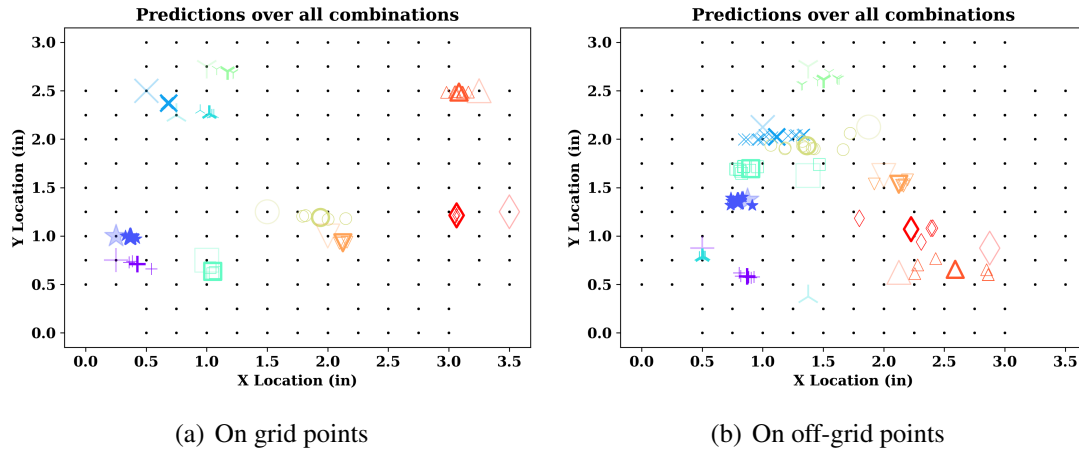 Predictions over all combinations
3.0
2.5
2.0
1.5
1.0
0.5
0.0
Y Location (in)
0.0 0.5 1.0 1.5 2.0 2.5 3.0 3.5
X Location (in)
(a) On grid points
Predictions over all combinations
3.0
2.5
2.0
1.5
1.0
0.5
0.0
Y Location (in)
0.0 0.5 1.0 1.5 2.0 2.5 3.0 3.5
X Location (in)
(b) On off-grid points